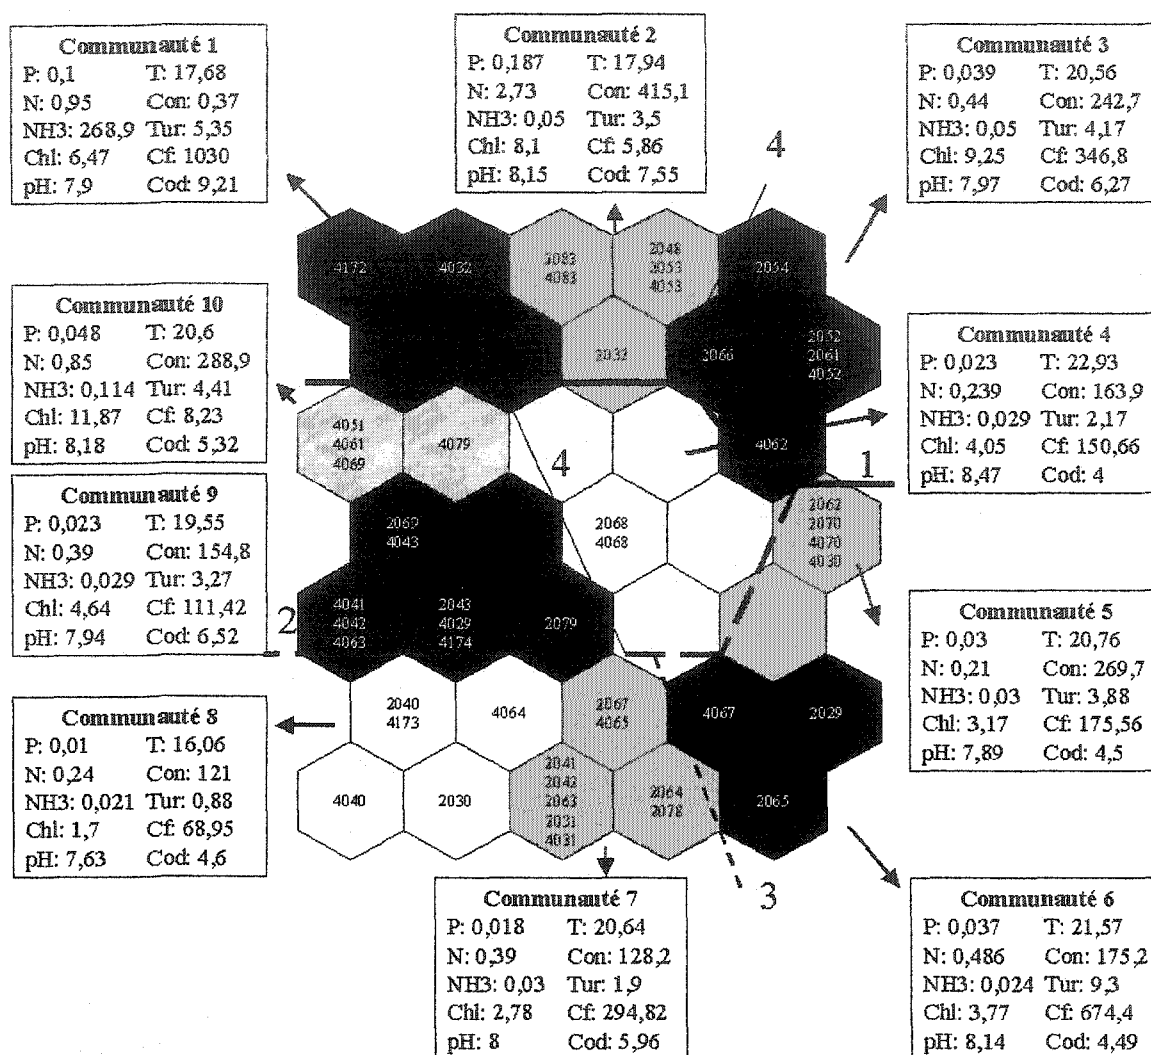 Communauté 1
P: 0,1 T: 17,68
N: 0,95 Con: 0,37
NH3: 268,9 Tur: 5,35
Chl: 6,47 Cf: 1030
pH: 7,9 Cod: 9,21
Communauté 2
P: 0,187 T: 17,94
N: 2,73 Con: 415,1
NH3: 0,05 Tur: 3,5
Chl: 8,1 Cf: 5,86
pH: 8,15 Cod: 7,55
Communauté 3
P: 0,039 T: 20,56
N: 0,44 Con: 242,7
NH3: 0,05 Tur: 4,17
Chl: 9,25 Cf: 346,8
pH: 7,97 Cod: 6,27
4
4172
4032
2083
4083
2048
2053
4053
2054
2033
2066
2052
2061
4052
Communauté 10
P: 0,048 T: 20,6
N: 0,85 Con: 288,9
NH3: 0,114 Tur: 4,41
Chl: 11,87 Cf: 8,23
pH: 8,18 Cod: 5,32
Communauté 4
P: 0,023 T: 22,93
N: 0,239 Con: 163,9
NH3: 0,029 Tur: 2,17
Chl: 4,05 Cf: 150,66
pH: 8,47 Cod: 4
4051
4061
4069
4079
4
4062
1
Communauté 9
P: 0,023 T: 19,55
N: 0,39 Con: 154,8
NH3: 0,029 Tur: 3,27
Chl: 4,64 Cf: 111,42
pH: 7,94 Cod: 6,52
2
2069
4043
2068
4068
2062
2070
4070
4030
4041
4042
4063
2043
4029
4174
2079
Communauté 5
P: 0,03 T: 20,76
N: 0,21 Con: 269,7
NH3: 0,03 Tur: 3,88
Chl: 3,17 Cf: 175,56
pH: 7,89 Cod: 4,5
Communauté 8
P: 0,01 T: 16,06
N: 0,24 Con: 121
NH3: 0,021 Tur: 0,88
Chl: 1,7 Cf: 68,95
pH: 7,63 Cod: 4,6
2040
4173
4064
2067
4065
4067
2029
4040
2030
2041
2042
2063
2031
4031
2064
2078
2065
3
Communauté 7
P: 0,018 T: 20,64
N: 0,39 Con: 128,2
NH3: 0,03 Tur: 1,9
Chl: 2,78 Cf: 294,82
pH: 8 Cod: 5,96
Communauté 6
P: 0,037 T: 21,57
N: 0,486 Con: 175,2
NH3: 0,024 Tur: 9,3
Chl: 3,77 Cf: 674,4
pH: 8,14 Cod: 4,49